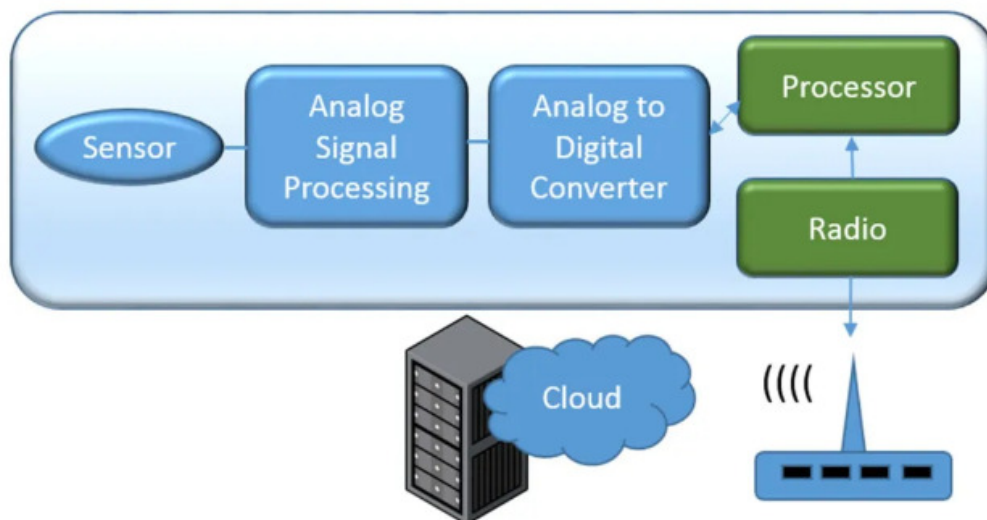 Sensor
Analog
Signal
Processing
Analog to
Digital
Converter
Processor
Radio
Cloud